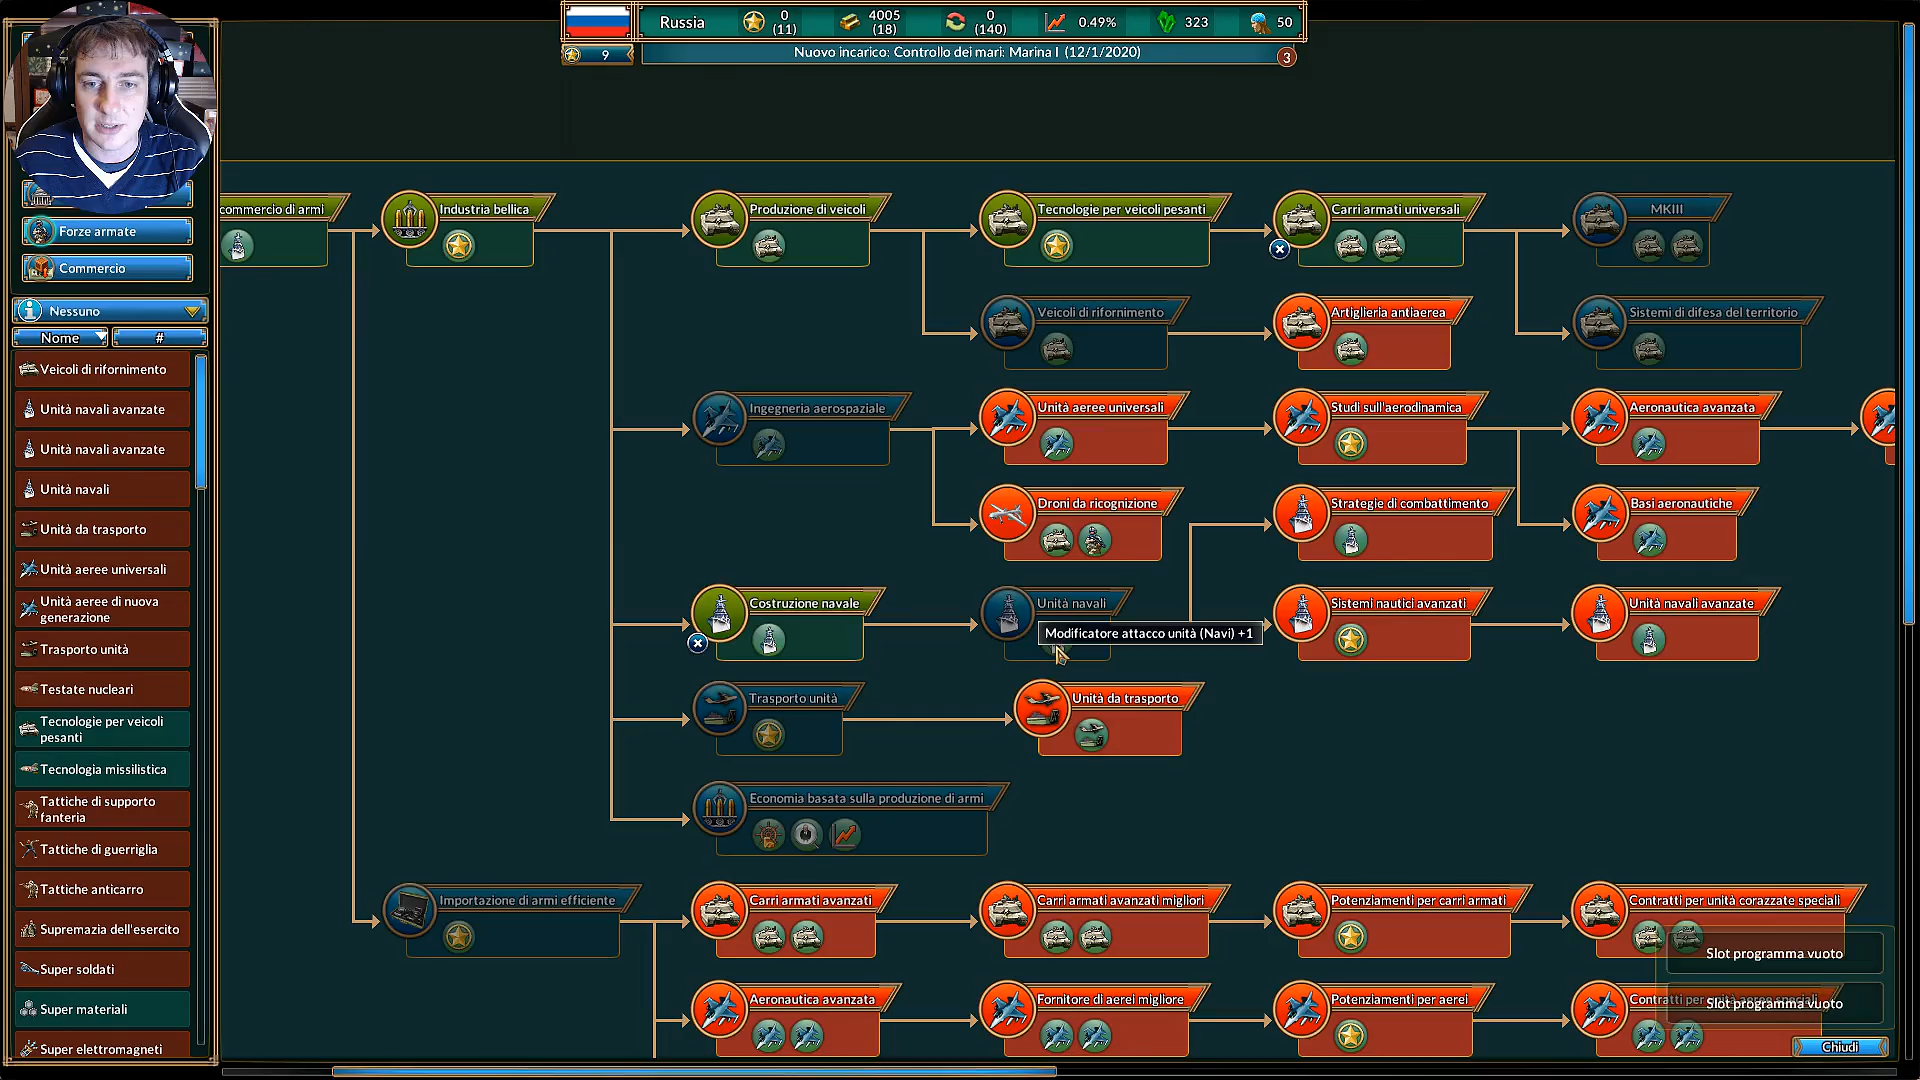 Russia
0
(11)
4005
(18)
0
(140)
0.49%
323
50
9
Nuovo incarico: Controllo dei mari: Marina I (12/1/2020)
3
Forze armate
Commercio
Nessuno
Nome
#
Veicoli di rifornimento
Unità navali avanzate
Unità navali avanzate
Unità navali
Unità da trasporto
Unità aeree universali
Unità aeree di nuova
generazione
Trasporto unità
Testate nucleari
Tecnologie per veicoli
pesanti
Tecnologia missilistica
Tattiche di supporto
fanteria
Tattiche di guerriglia
Tattiche anticarro
Supremazia dell'esercito
Super soldati
Super materiali
Super elettromagneti
commercio di armi
Industria bellica
Produzione di veicoli
Tecnologie per veicoli pesanti
Carri armati universali
MKIII
Veicoli di rifornimento
Artiglieria antiaerea
Sistemi di difesa del territorio
Ingegneria aerospaziale
Unità aeree universali
Studi sull'aerodinamica
Aeronautica avanzata
Droni da ricognizione
Strategie di combattimento
Basi aeronautiche
Costruzione navale
Unità navali
Sistemi nautici avanzati
Unità navali avanzate
Modificatore attacco unità (Navi) +1
Trasporto unità
Unità da trasporto
Economia basata sulla produzione di armi
Importazione di armi efficiente
Carri armati avanzati
Carri armati avanzati migliori
Potenziamenti per carri armati
Contratti per unità corazzate speciali
Slot programma vuoto
Aeronautica avanzata
Fornitore di aerei migliore
Potenziamenti per aerei
Contratti per unità aeree speciali
Slot programma vuoto
Chiudi